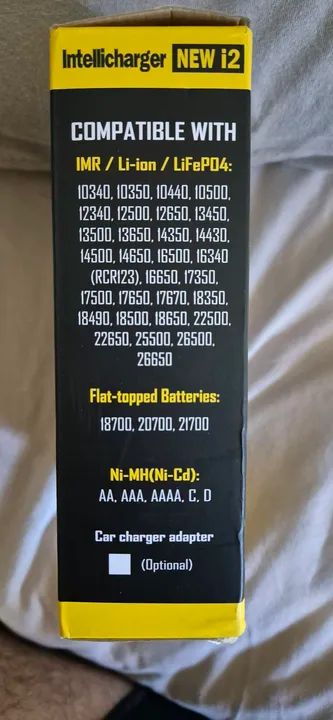 Intellicharger NEW i2
COMPATIBLE WITH
IMR / Li-ion / LiFePO4:
10340, 10350, 10440, 10500,
12340, 12500, 12650, 13450,
13500, 13650, 14350, 14430,
14500, 14650, 16500, 16340
(RCR123), 16650, 17350,
17500, 17650, 17670, 18350,
18490, 18500, 18650, 22500,
22650, 25500, 26500,
26650
Flat-topped Batteries:
18700, 20700, 21700
Ni-MH(Ni-Cd):
AA, AAA, AAAA, C, D
Car charger adapter
(Optional)